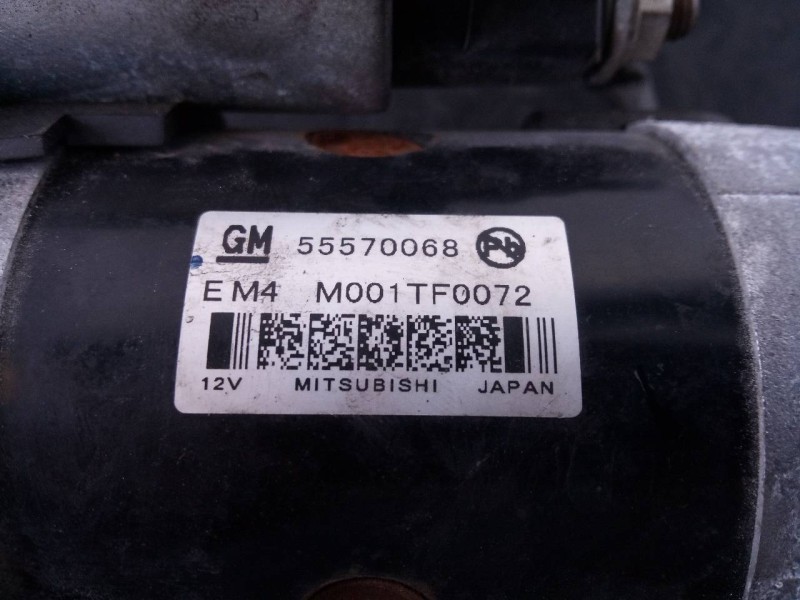 GM 55570068 Pb
EM4 M001TF0072
12V MITSUBISHI JAPAN